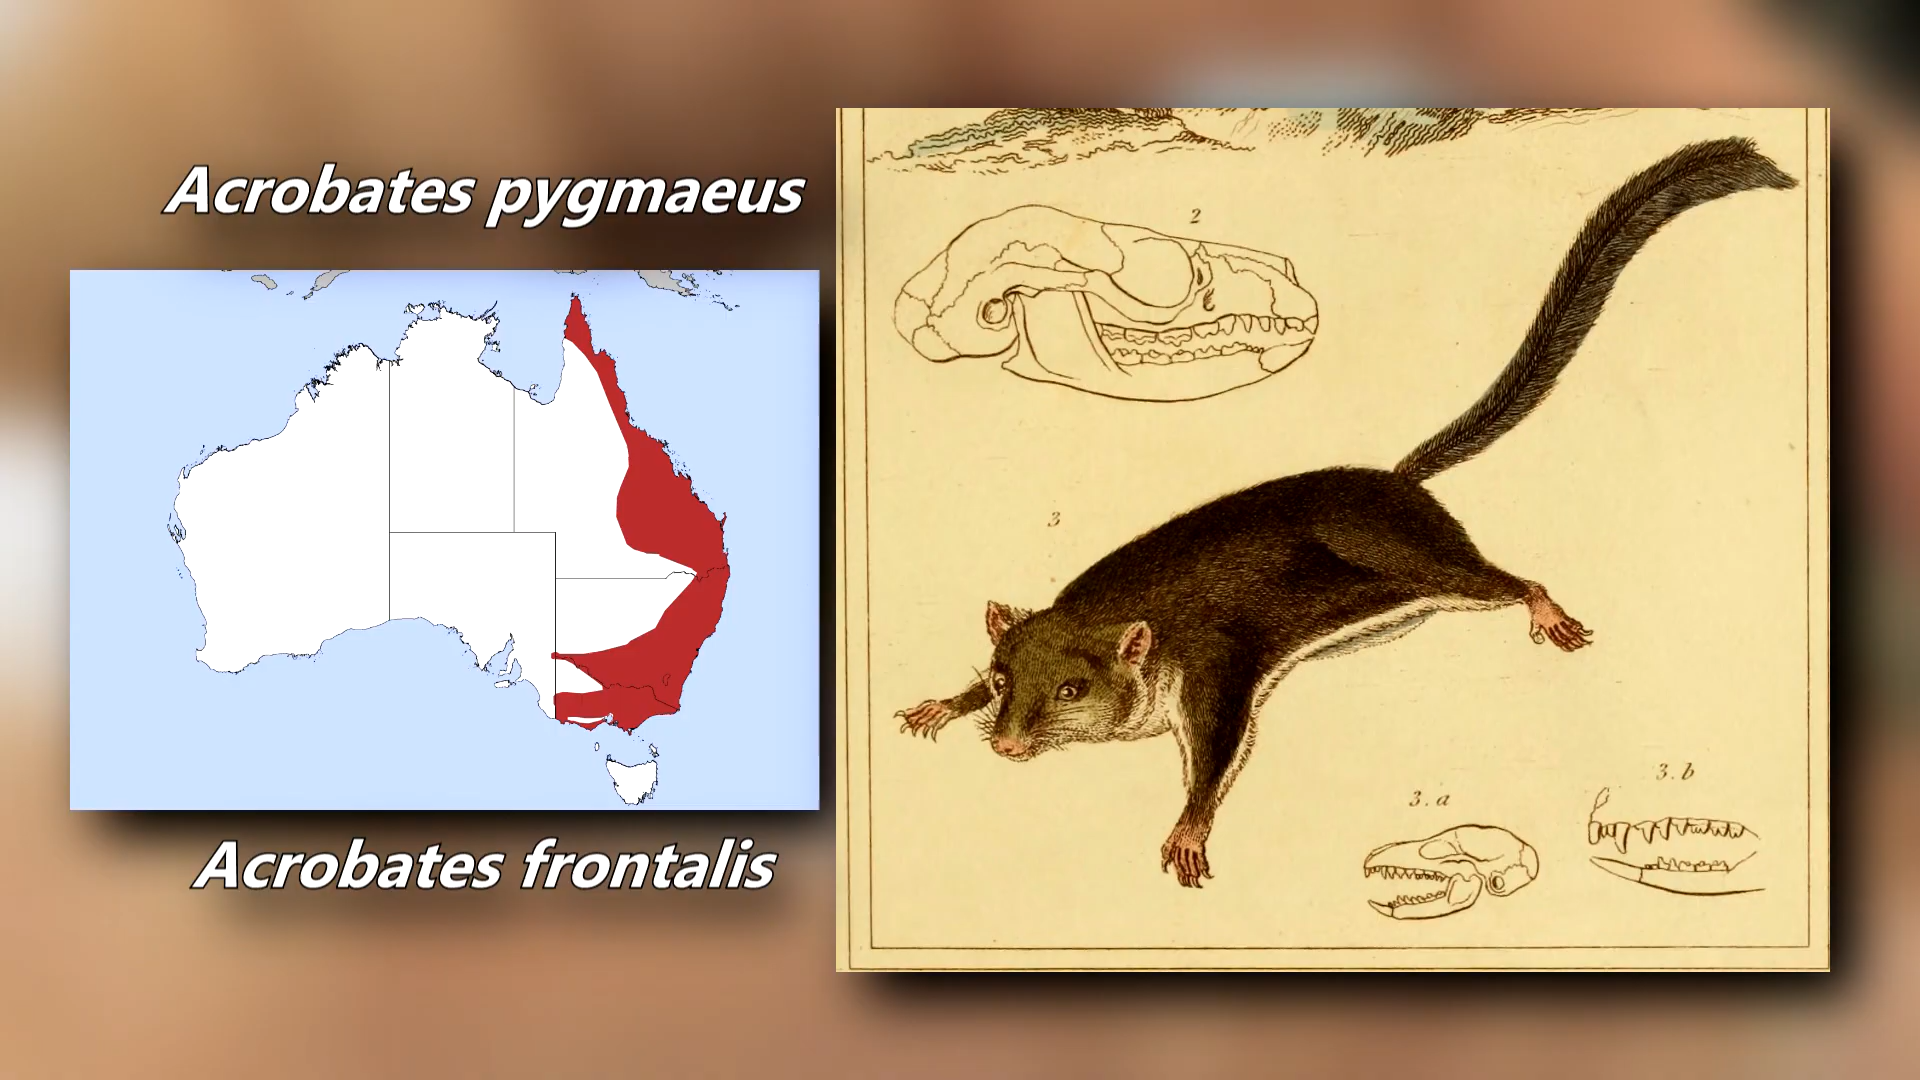 Acrobates pygmaeus
Acrobates frontalis
2
3
3.a
3.b